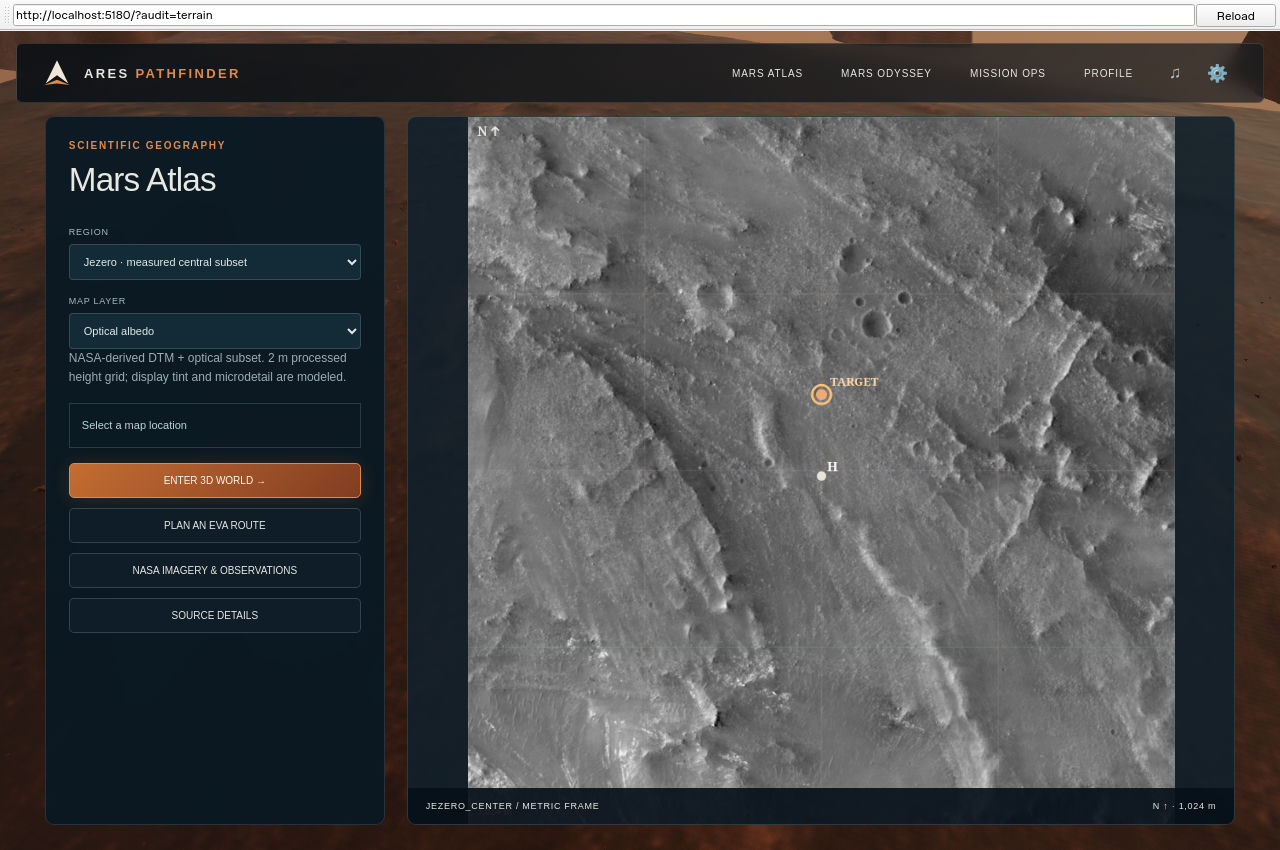 http://localhost:5180/?audit=terrain
Reload
ARES PATHFINDER
MARS ATLAS
MARS ODYSSEY
MISSION OPS
PROFILE
SCIENTIFIC GEOGRAPHY
Mars Atlas
REGION
Jezero · measured central subset
MAP LAYER
Optical albedo
NASA-derived DTM + optical subset. 2 m processed
height grid; display tint and microdetail are modeled.
Select a map location
ENTER 3D WORLD →
PLAN AN EVA ROUTE
NASA IMAGERY & OBSERVATIONS
SOURCE DETAILS
N ↑
TARGET
H
JEZERO_CENTER / METRIC FRAME
N ↑ · 1,024 m